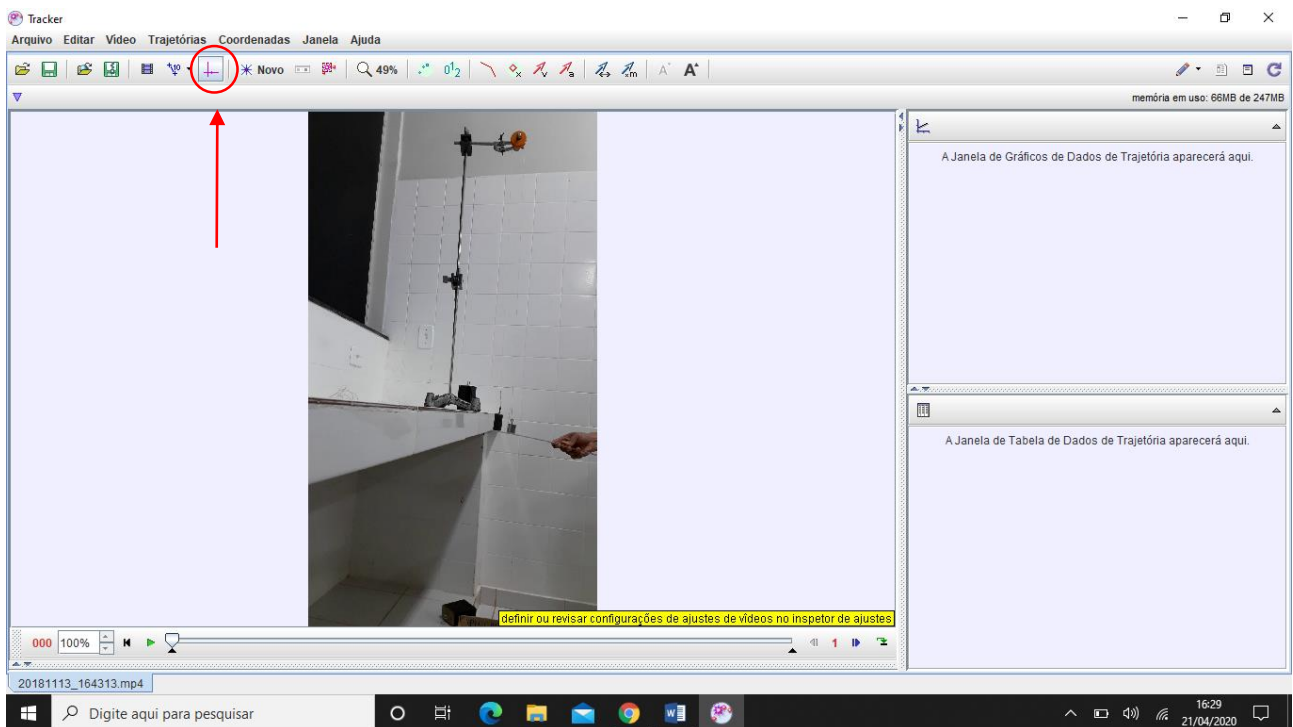 Tracker
Arquivo Editar Vídeo Trajetórias Coordenadas Janela Ajuda
Novo 49%
memória em uso: 66MB de 247MB
A Janela de Gráficos de Dados de Trajetória aparecerá aqui.
A Janela de Tabela de Dados de Trajetória aparecerá aqui.
definir ou revisar configurações de ajustes de vídeos no inspetor de ajustes
000 100% 1
20181113_164313.mp4
Digite aqui para pesquisar
16:29
21/04/2020